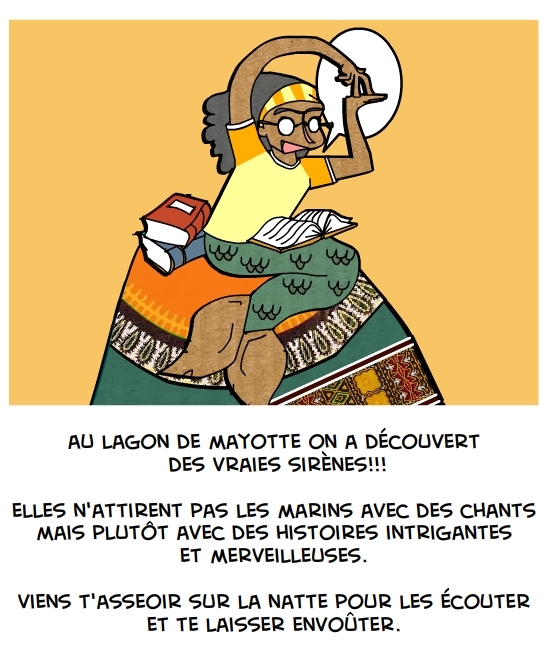 AU LAGON DE MAYOTTE ON A DÉCOUVERT
DES VRAIES SIRÈNES!!!
ELLES N'ATTIRENT PAS LES MARINS AVEC DES CHANTS
MAIS PLUTÔT AVEC DES HISTOIRES INTRIGANTES
ET MERVEILLEUSES.
VIENS T'ASSEOIR SUR LA NATTE POUR LES ÉCOUTER
ET TE LAISSER ENVOÛTER.